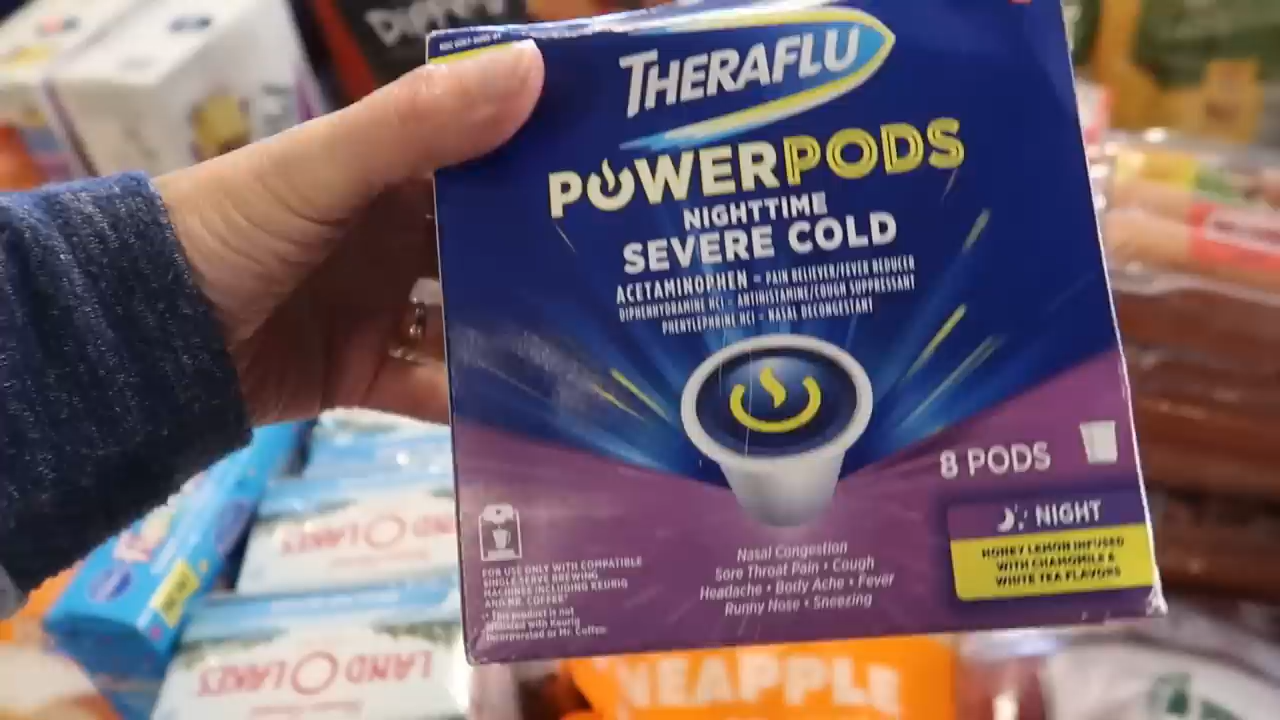 THERAFLU
POWERPODS
NIGHTTIME
SEVERE COLD
ACETAMINOPHEN - PAIN RELIEVER/FEVER REDUCER
DIPHENHYDRAMINE HCl - ANTIHISTAMINE/COUGH SUPPRESSANT
PHENYLEPHRINE HCl - NASAL DECONGESTANT
8 PODS
NIGHT
HONEY LEMON INFUSED
WITH CHAMOMILE &
WHITE TEA FLAVORS
Nasal Congestion
Sore Throat Pain • Cough
Headache • Body Ache • Fever
Runny Nose • Sneezing
FOR USE ONLY WITH COMPATIBLE
SINGLE-SERVE BREWING
MACHINES INCLUDING KEURIG
AND MR. COFFEE*
* This product is not
affiliated with Keurig
Incorporated or Mr. Coffee.
LAND O LAKES
LAND O LAKES
NEAPPLE